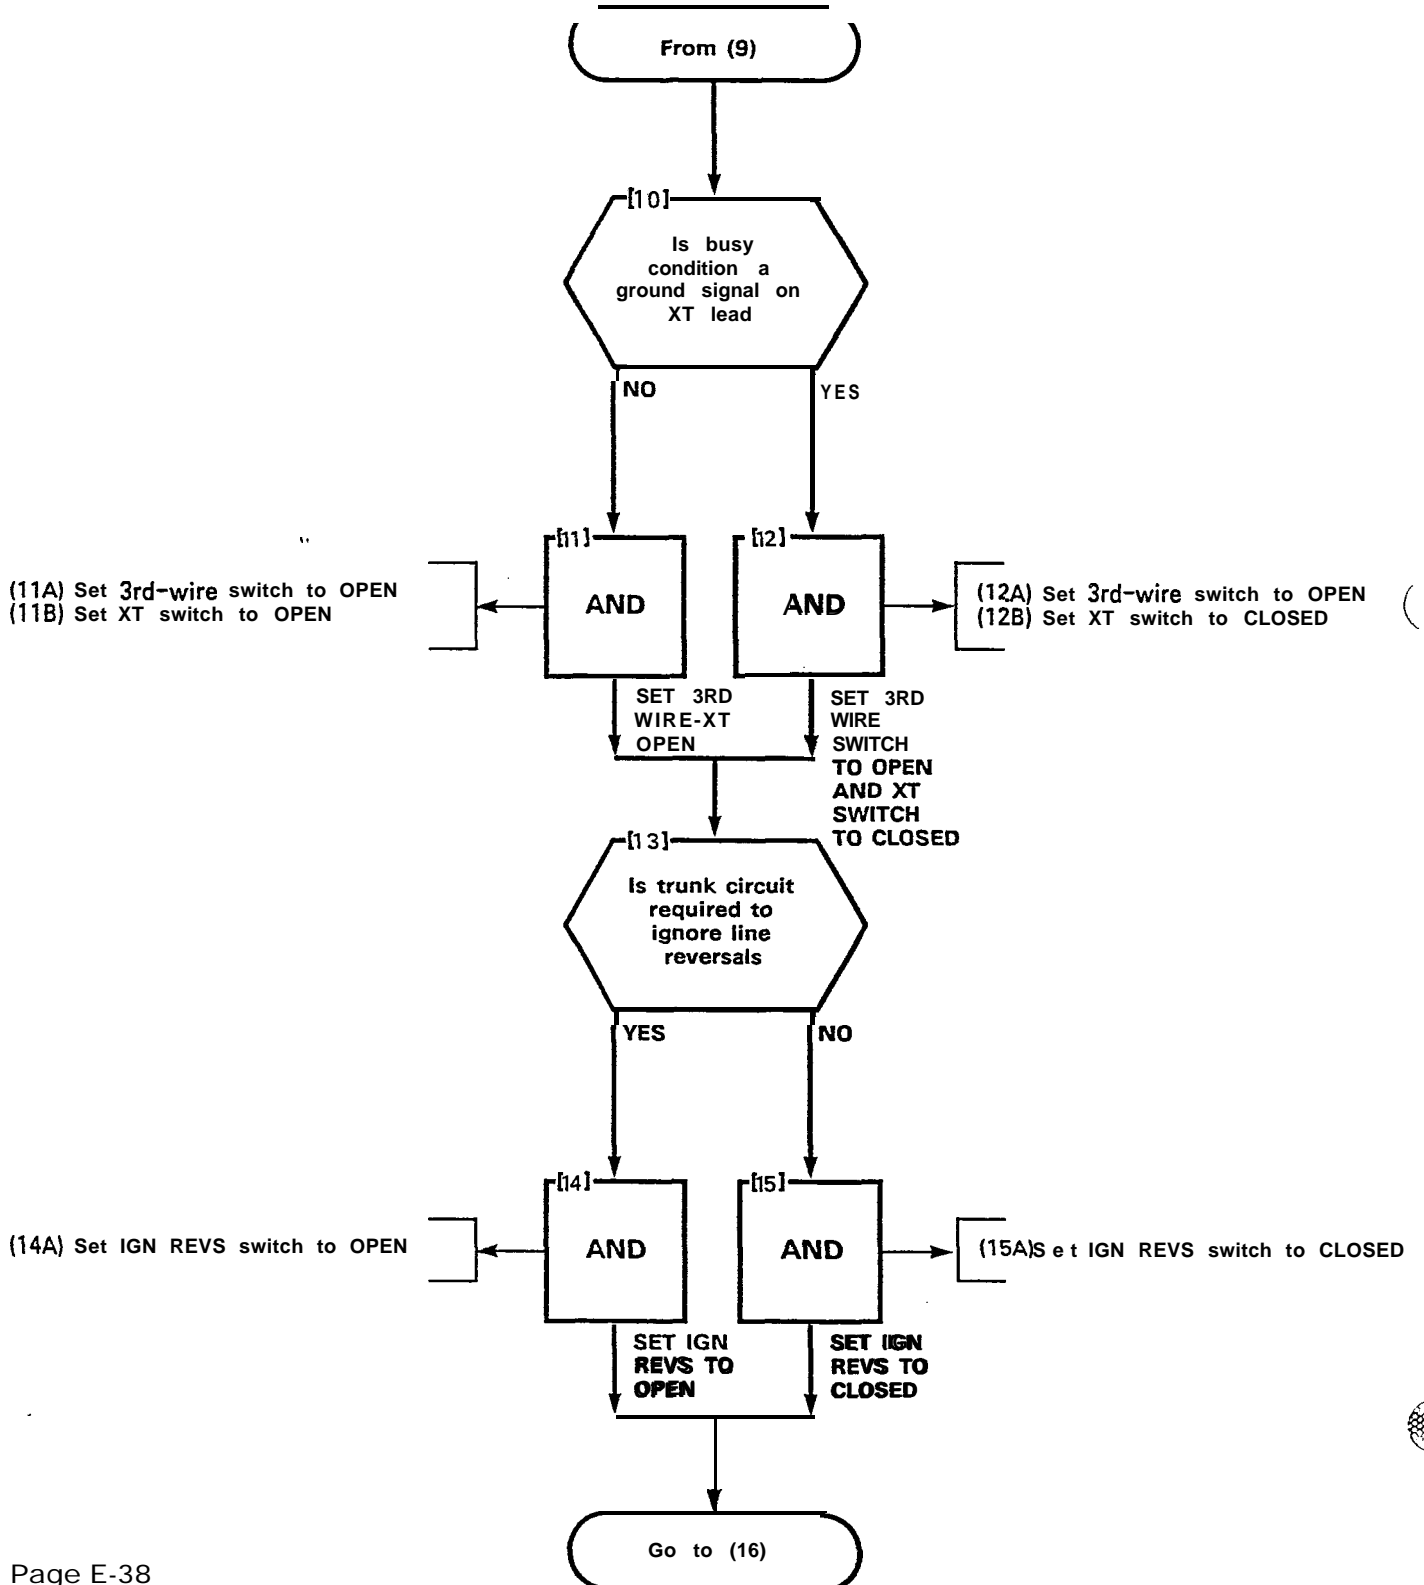 From (9)
[10]
Is busy
condition a
ground signal on
XT lead
NO
YES
[11]
AND
[12]
AND
(11A) Set 3rd-wire switch to OPEN
(11B) Set XT switch to OPEN
(12A) Set 3rd-wire switch to OPEN
(12B) Set XT switch to CLOSED
SET 3RD
WIRE-XT
OPEN
SET 3RD
WIRE
SWITCH
TO OPEN
AND XT
SWITCH
TO CLOSED
[13]
Is trunk circuit
required to
ignore line
reversals
YES
NO
[14]
AND
[15]
AND
(14A) Set IGN REVS switch to OPEN
(15A)Set IGN REVS switch to CLOSED
SET IGN
REVS TO
OPEN
SET IGN
REVS TO
CLOSED
Go to (16)
Page E-38